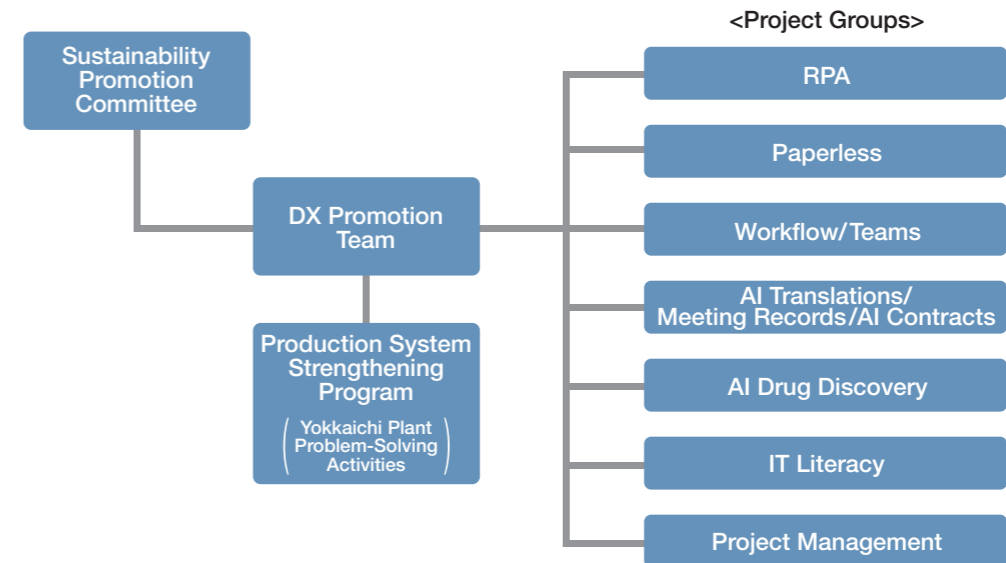 Sustainability
Promotion
Committee
DX Promotion
Team
Production System
Strengthening
Program
(Yokkaichi Plant
Problem-Solving
Activities)
<Project Groups>
RPA
Paperless
Workflow/Teams
AI Translations/
Meeting Records/AI Contracts
AI Drug Discovery
IT Literacy
Project Management